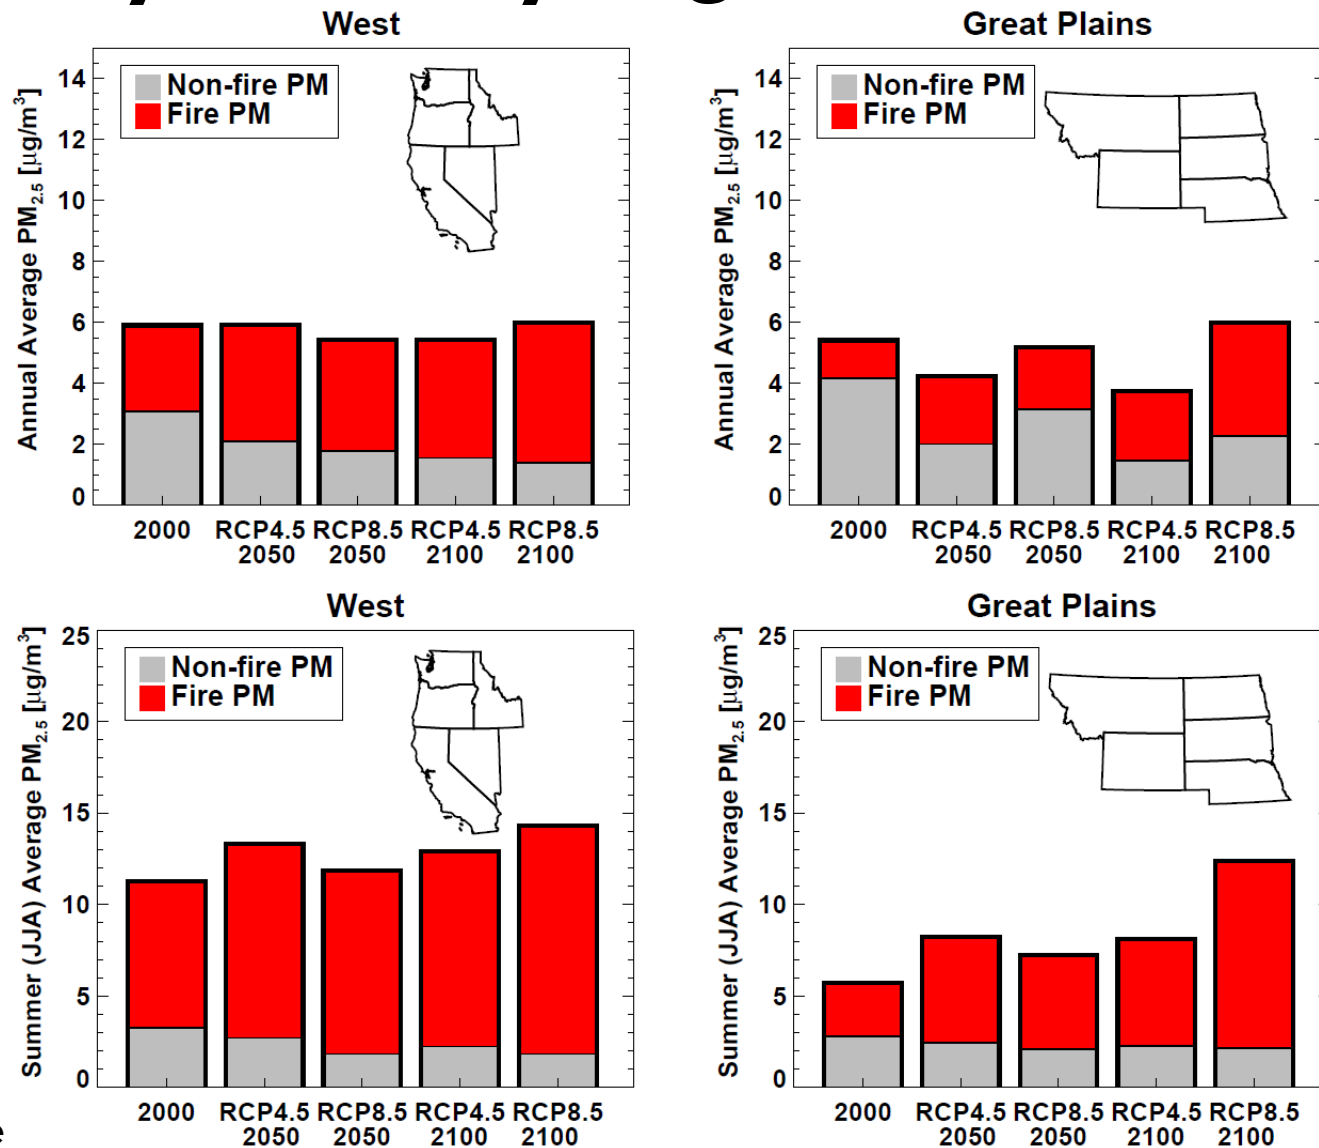 West
Non-fire PM
Fire PM
Annual Average PM2.5 [µg/m3]
14
12
10
8
6
4
2
0
2000 RCP4.5 RCP8.5 RCP4.5 RCP8.5
2050 2050 2100 2100
Great Plains
Non-fire PM
Fire PM
Annual Average PM2.5 [µg/m3]
14
12
10
8
6
4
2
0
2000 RCP4.5 RCP8.5 RCP4.5 RCP8.5
2050 2050 2100 2100
West
Non-fire PM
Fire PM
Summer (JJA) Average PM2.5 [µg/m3]
25
20
15
10
5
0
2000 RCP4.5 RCP8.5 RCP4.5 RCP8.5
2050 2050 2100 2100
Great Plains
Non-fire PM
Fire PM
Summer (JJA) Average PM2.5 [µg/m3]
25
20
15
10
5
0
2000 RCP4.5 RCP8.5 RCP4.5 RCP8.5
2050 2050 2100 2100